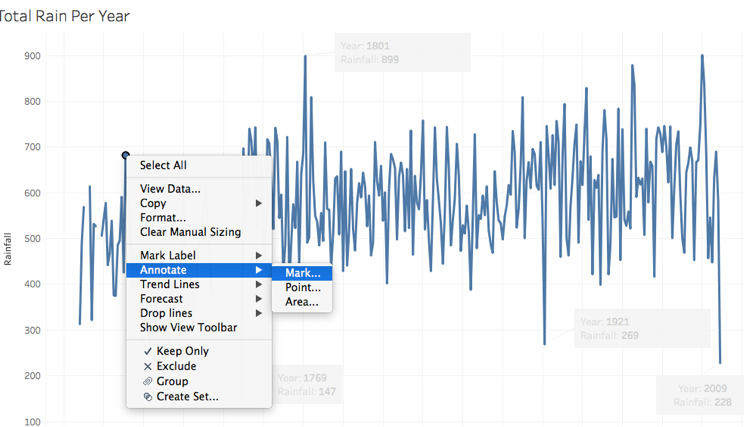 Total Rain Per Year
900
800
700
600
500
400
300
200
100
Rainfall
Year: 1801
Rainfall: 899
Select All
View Data...
Copy
Format...
Clear Manual Sizing
Mark Label
Annotate
Trend Lines
Forecast
Drop lines
Show View Toolbar
Keep Only
Exclude
Group
Create Set...
Mark...
Point...
Area...
Year: 1921
Rainfall: 269
Year: 1769
Rainfall: 147
Year: 2009
Rainfall: 228